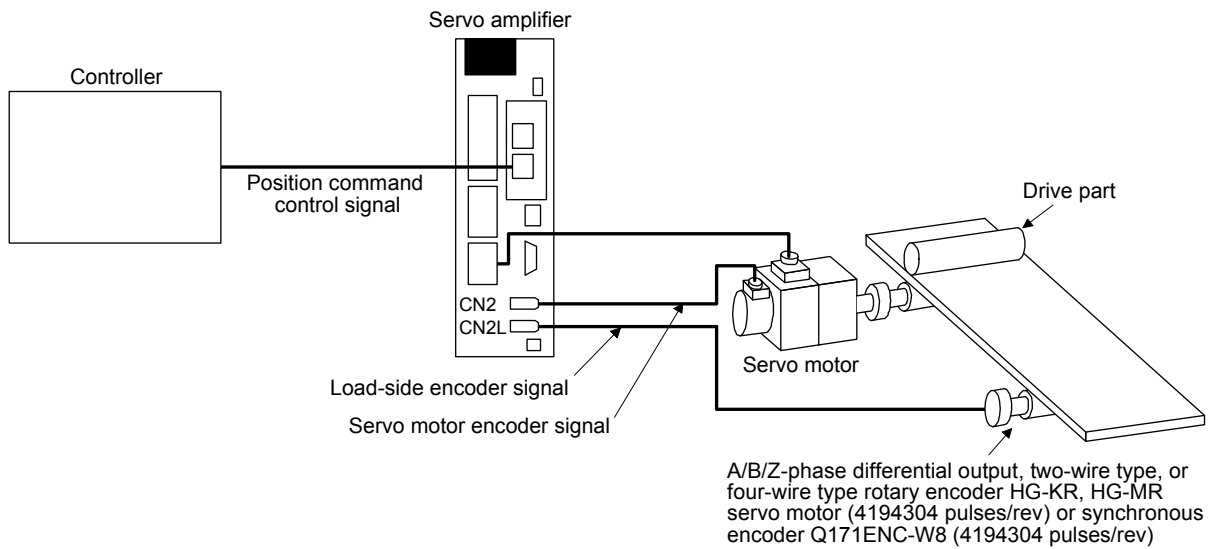 Servo amplifier
Controller
Position command
control signal
Drive part
CN2
CN2L
Servo motor
Load-side encoder signal
Servo motor encoder signal
A/B/Z-phase differential output, two-wire type, or
four-wire type rotary encoder HG-KR, HG-MR
servo motor (4194304 pulses/rev) or synchronous
encoder Q171ENC-W8 (4194304 pulses/rev)